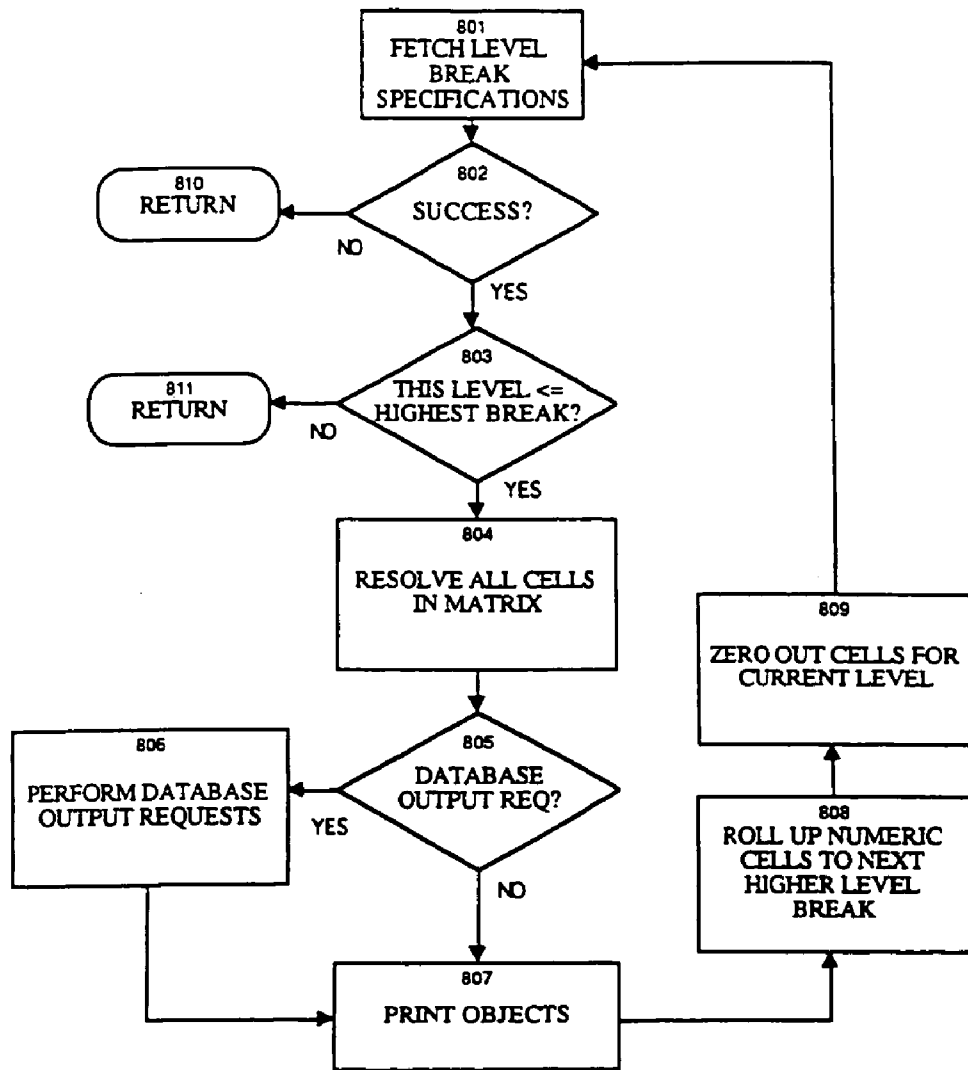 801
FETCH LEVEL
BREAK
SPECIFICATIONS
802
SUCCESS?
810
RETURN
NO
YES
803
THIS LEVEL <=
HIGHEST BREAK?
811
RETURN
NO
YES
804
RESOLVE ALL CELLS
IN MATRIX
805
DATABASE
OUTPUT REQ?
YES
806
PERFORM DATABASE
OUTPUT REQUESTS
NO
807
PRINT OBJECTS
808
ROLL UP NUMERIC
CELLS TO NEXT
HIGHER LEVEL
BREAK
809
ZERO OUT CELLS FOR
CURRENT LEVEL